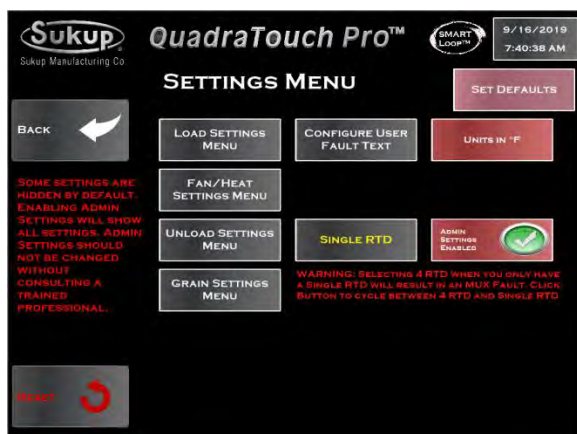 Sukup
Sukup Manufacturing Co.
QuadraTouch Pro™
SMART
LOOP™
9/16/2019
7:40:38 AM
SETTINGS MENU
SET DEFAULTS
BACK
LOAD SETTINGS
MENU
CONFIGURE USER
FAULT TEXT
UNITS IN °F
SOME SETTINGS ARE
HIDDEN BY DEFAULT.
ENABLING ADMIN
SETTINGS WILL SHOW
ALL SETTINGS. ADMIN
SETTINGS SHOULD
NOT BE CHANGED
WITHOUT
CONSULTING A
TRAINED
PROFESSIONAL.
FAN/HEAT
SETTINGS MENU
UNLOAD SETTINGS
MENU
SINGLE RTD
ADMIN
SETTINGS
ENABLED
GRAIN SETTINGS
MENU
WARNING: SELECTING 4 RTD WHEN YOU ONLY HAVE
A SINGLE RTD WILL RESULT IN AN MUX FAULT. CLICK
BUTTON TO CYCLE BETWEEN 4 RTD AND SINGLE RTD
RESET